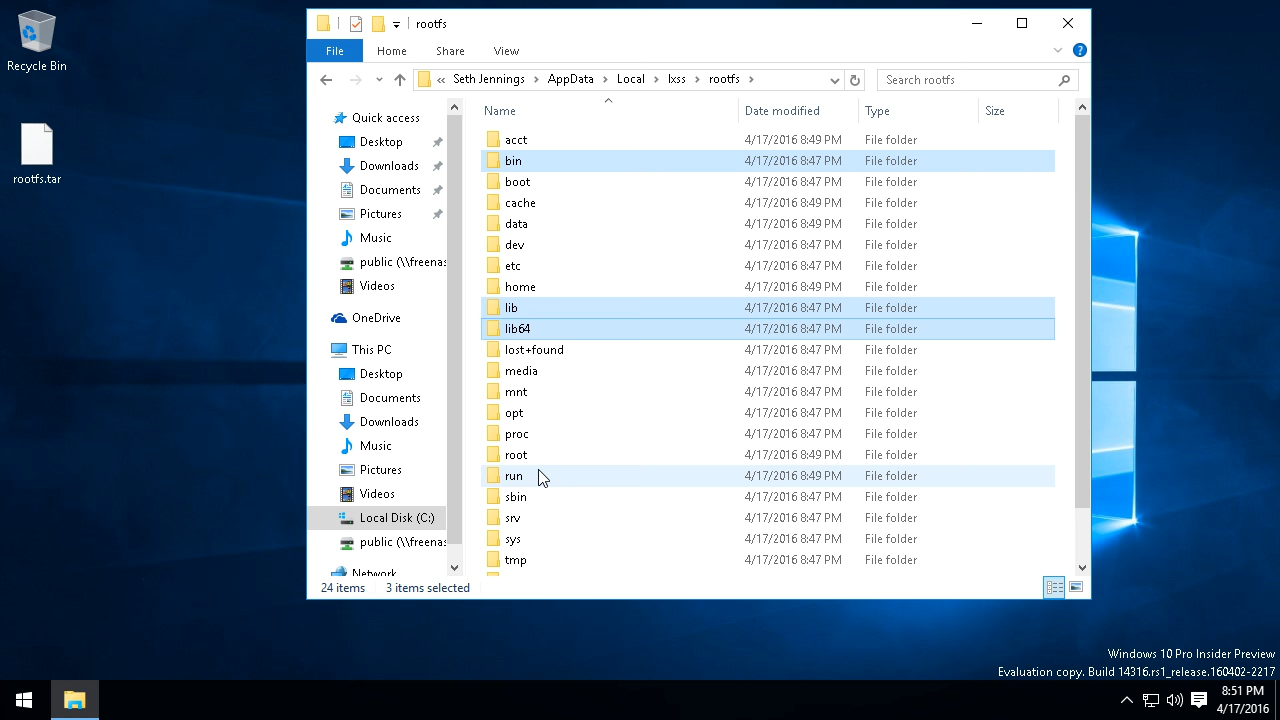 Recycle Bin
rootfs.tar
rootfs
File Home Share View
« Seth Jennings > AppData > Local > lxss > rootfs >
Search rootfs
Quick access
Desktop
Downloads
Documents
Pictures
Music
public (\\freenas
Videos
OneDrive
This PC
Desktop
Documents
Downloads
Music
Pictures
Videos
Local Disk (C:)
public (\\freenas
Network
Name Date modified Type Size
acct 4/17/2016 8:49 PM File folder
bin 4/17/2016 8:47 PM File folder
boot 4/17/2016 8:47 PM File folder
cache 4/17/2016 8:49 PM File folder
data 4/17/2016 8:49 PM File folder
dev 4/17/2016 8:47 PM File folder
etc 4/17/2016 8:47 PM File folder
home 4/17/2016 8:49 PM File folder
lib 4/17/2016 8:47 PM File folder
lib64 4/17/2016 8:47 PM File folder
lost+found 4/17/2016 8:47 PM File folder
media 4/17/2016 8:47 PM File folder
mnt 4/17/2016 8:47 PM File folder
opt 4/17/2016 8:47 PM File folder
proc 4/17/2016 8:47 PM File folder
root 4/17/2016 8:49 PM File folder
run 4/17/2016 8:49 PM File folder
sbin 4/17/2016 8:47 PM File folder
srv 4/17/2016 8:47 PM File folder
sys 4/17/2016 8:47 PM File folder
tmp 4/17/2016 8:47 PM File folder
24 items 3 items selected
Windows 10 Pro Insider Preview
Evaluation copy. Build 14316.rs1_release.160402-2217
8:51 PM
4/17/2016